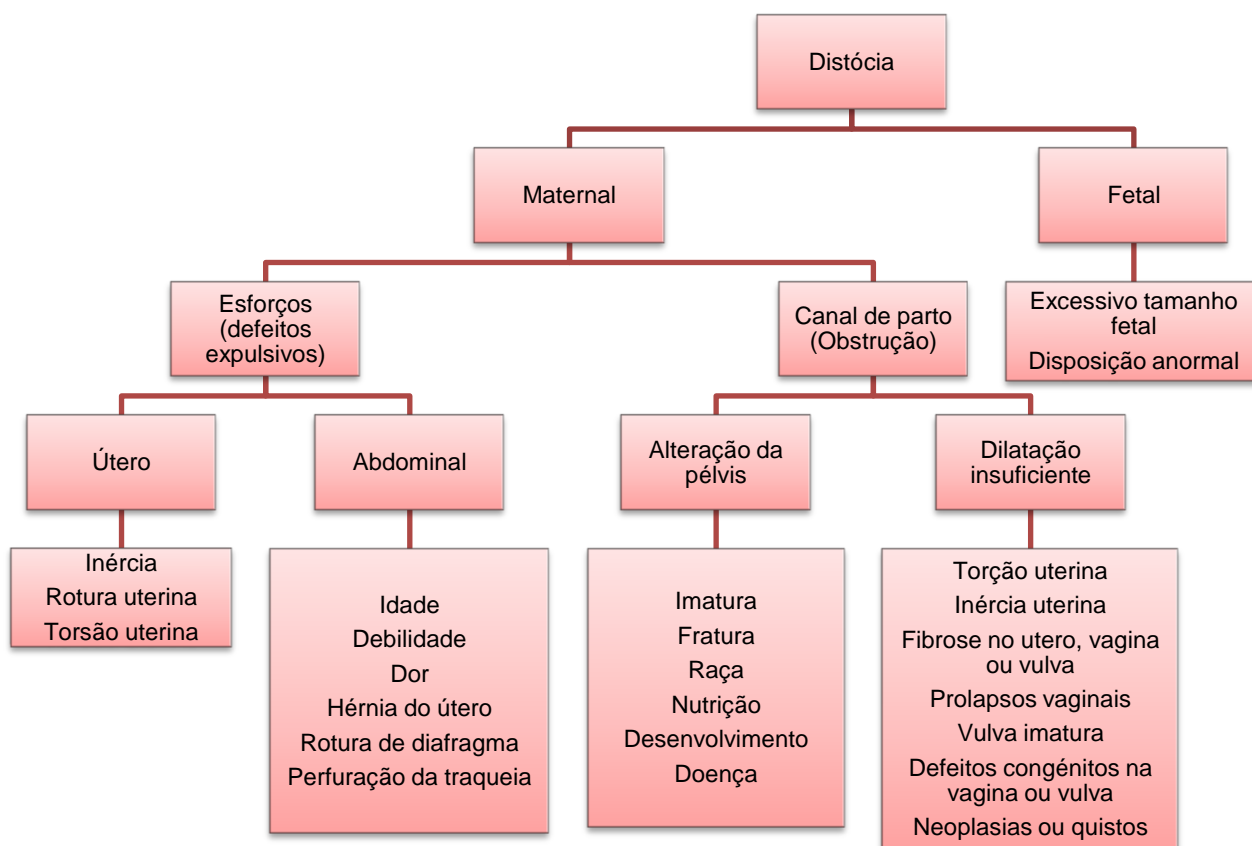 Distócia
Maternal
Fetal
Esforços
(defeitos
expulsivos)
Canal de parto
(Obstrução)
Excessivo tamanho
fetal
Disposição anormal
Útero
Abdominal
Alteração da
pélvis
Dilatação
insuficiente
Inércia
Rotura uterina
Torsão uterina
Idade
Debilidade
Dor
Hérnia do útero
Rotura de diafragma
Perfuração da traqueia
Imatura
Fratura
Raça
Nutrição
Desenvolvimento
Doença
Torção uterina
Inércia uterina
Fibrose no utero, vagina
ou vulva
Prolapsos vaginais
Vulva imatura
Defeitos congénitos na
vagina ou vulva
Neoplasias ou quistos